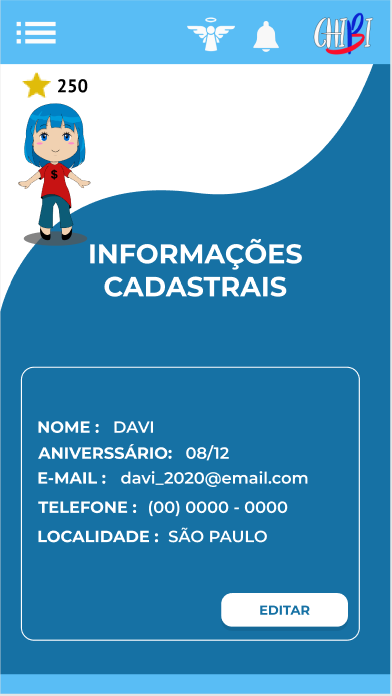 CHIBI
250
$
INFORMAÇÕES
CADASTRAIS
NOME : DAVI
ANIVERSSÁRIO: 08/12
E-MAIL : davi_2020@email.com
TELEFONE : (00) 0000 - 0000
LOCALIDADE : SÃO PAULO
EDITAR